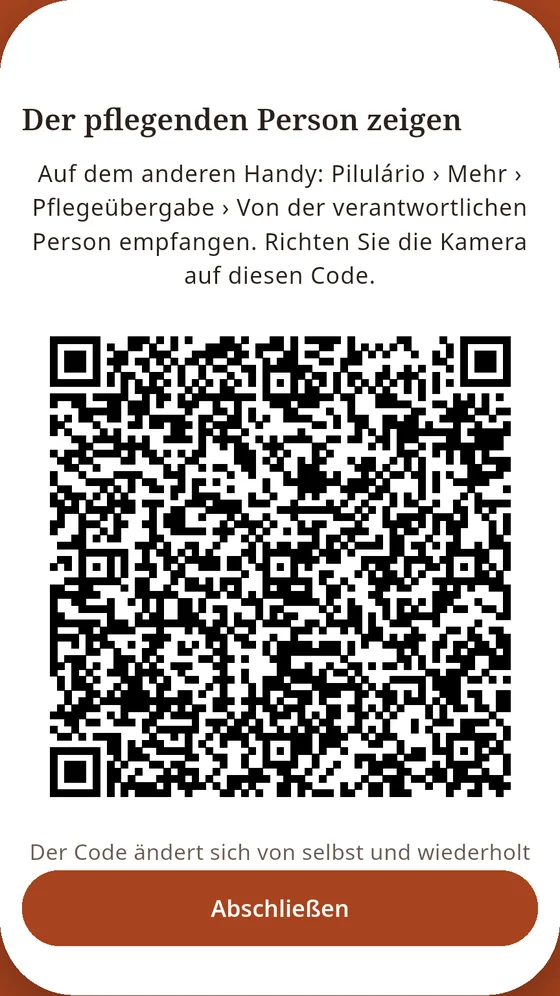 Der pflegenden Person zeigen
Auf dem anderen Handy: Pilulário › Mehr ›
Pflegeübergabe › Von der verantwortlichen
Person empfangen. Richten Sie die Kamera
auf diesen Code.
Der Code ändert sich von selbst und wiederholt
Abschließen